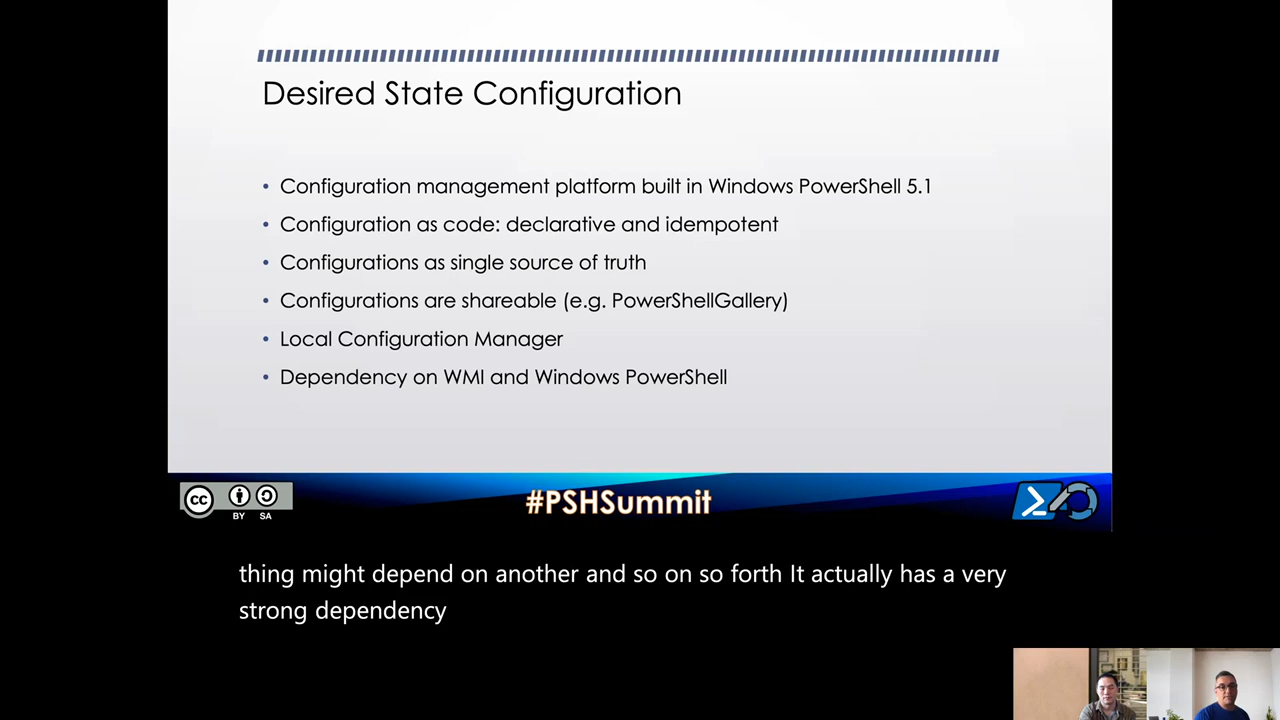 Desired State Configuration
• Configuration management platform built in Windows PowerShell 5.1
• Configuration as code: declarative and idempotent
• Configurations as single source of truth
• Configurations are shareable (e.g. PowerShellGallery)
• Local Configuration Manager
• Dependency on WMI and Windows PowerShell
cc
BY SA
#PSHSummit
thing might depend on another and so on so forth It actually has a very
strong dependency